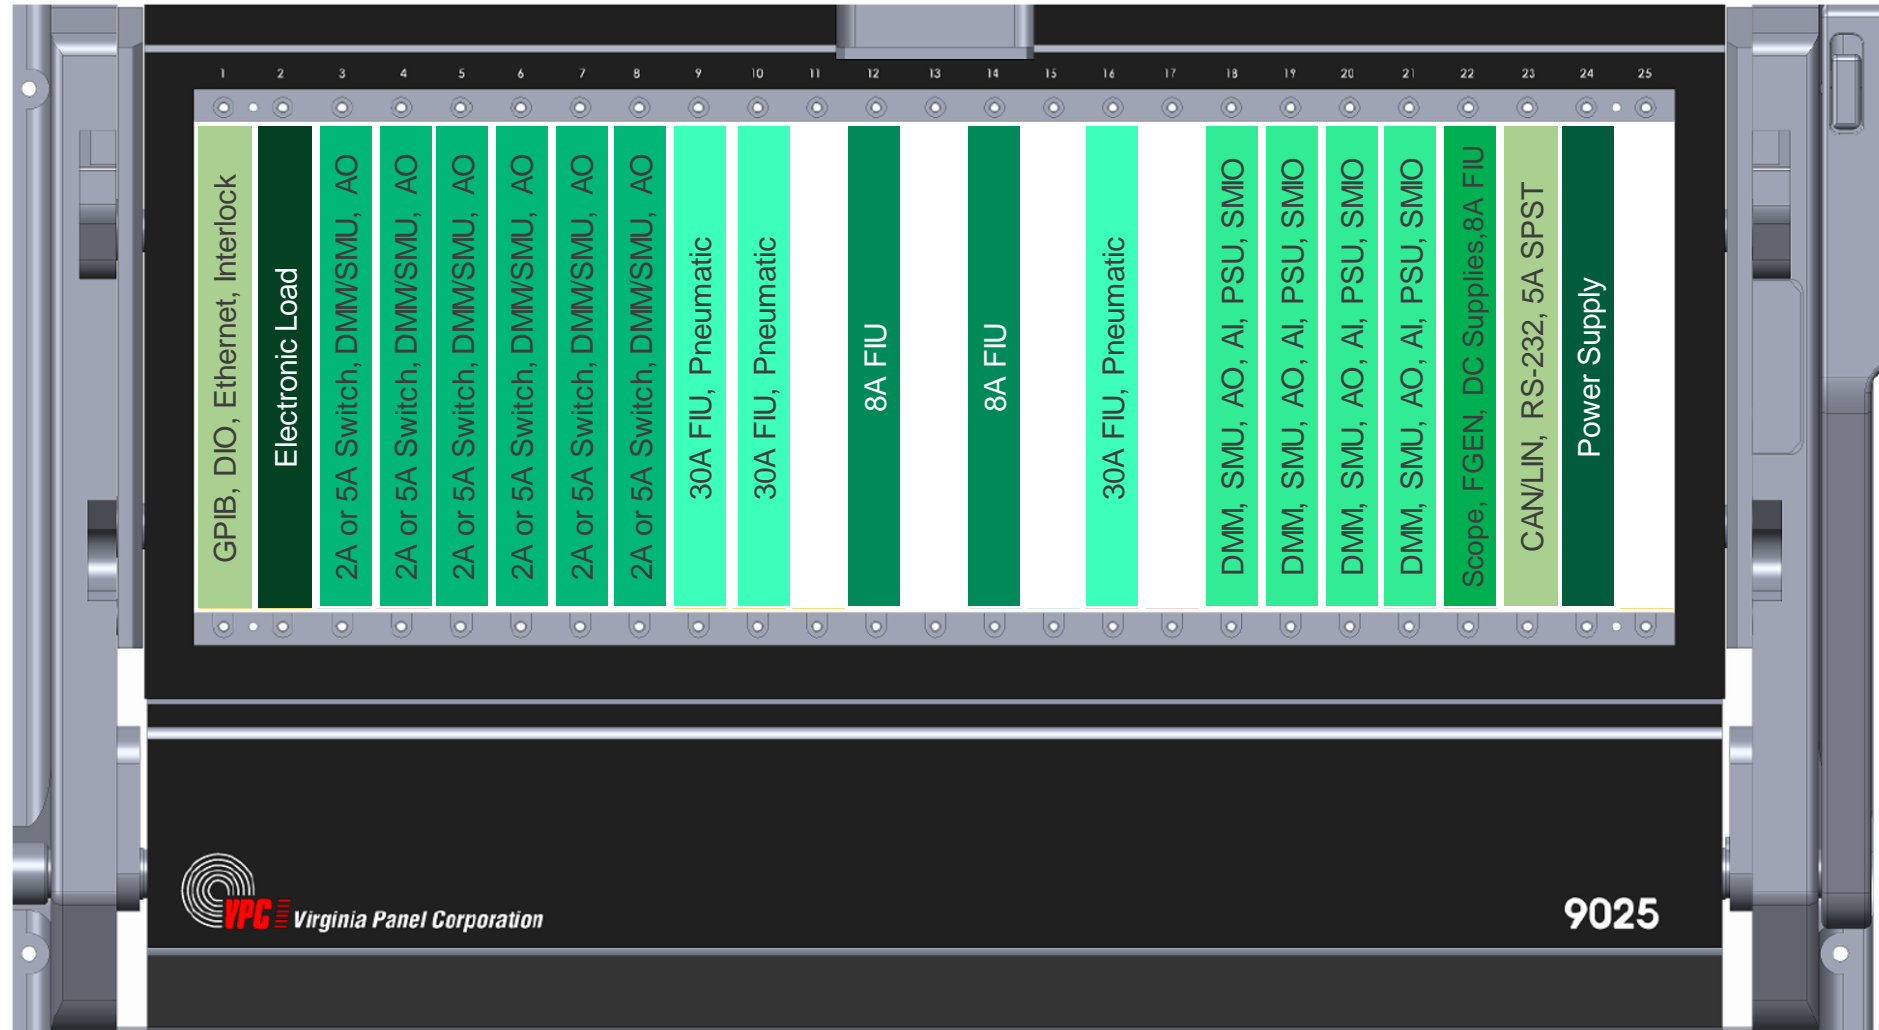 1 2 3 4 5 6 7 8 9 10 11 12 13 14 15 16 17 18 19 20 21 22 23 24 25
GPIB, DIO, Ethernet, Interlock
Electronic Load
2A or 5A Switch, DMM/SMU, AO
2A or 5A Switch, DMM/SMU, AO
2A or 5A Switch, DMM/SMU, AO
2A or 5A Switch, DMM/SMU, AO
2A or 5A Switch, DMM/SMU, AO
2A or 5A Switch, DMM/SMU, AO
30A FIU, Pneumatic
30A FIU, Pneumatic
8A FIU
8A FIU
30A FIU, Pneumatic
DMM, SMU, AO, AI, PSU, SMIO
DMM, SMU, AO, AI, PSU, SMIO
DMM, SMU, AO, AI, PSU, SMIO
DMM, SMU, AO, AI, PSU, SMIO
Scope, FGEN, DC Supplies,8A FIU
CAN/LIN, RS-232, 5A SPST
Power Supply
VPC Virginia Panel Corporation
9025